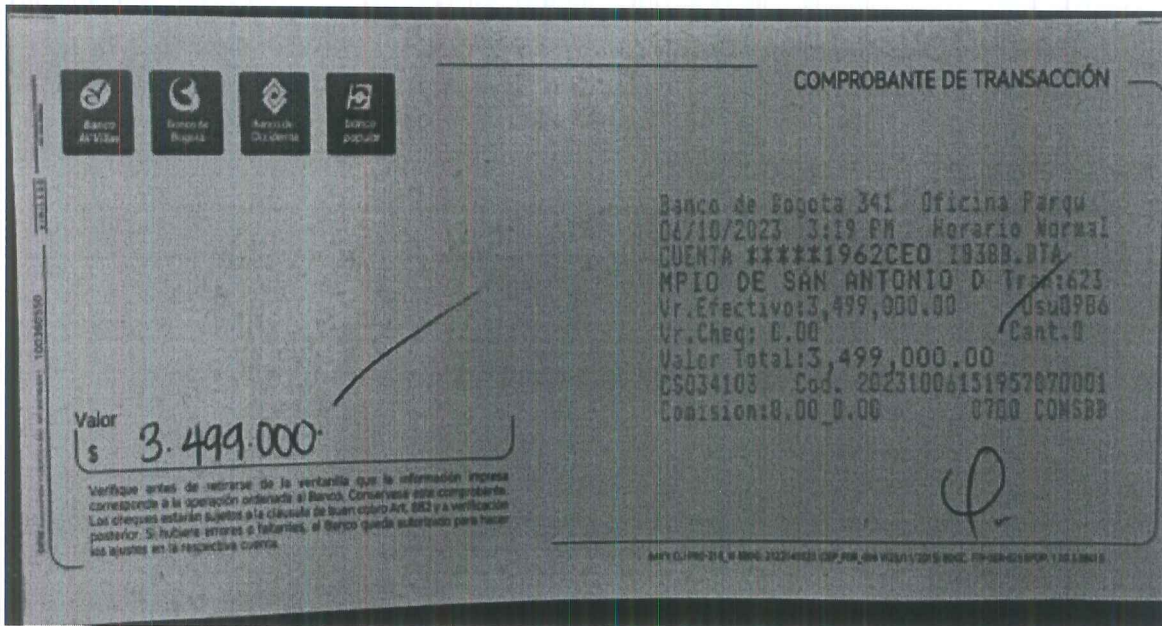 Banco AV Villas
Banco de Bogotá
Banco de Occidente
banco popular
COMPROBANTE DE TRANSACCIÓN
Banco de Bogota 341 Oficina Parqu
06/10/2023 3:19 PM Horario Normal
CUENTA *****1962CEO 1838B.BTA
MPIO DE SAN ANTONIO D Tran:623
Vr.Efectivo:3,499,000.00 Usu0986
Vr.Cheq: 0.00 Cant.0
Valor Total:3,499,000.00
CS034103 Cod. 20231006151957070001
Comision:0.00 0.00 0700 CONSBB
Valor
$ 3.499.000
Verifique antes de retirarse de la ventanilla que la información impresa
corresponde a la operación ordenada al Banco. Consérvese este comprobante.
Los cheques estarán sujetos a la cláusula de buen cobro Art. 882 y a verificación
posterior. Si hubiere errores o faltantes, el Banco queda autorizado para hacer
los ajustes en la respectiva cuenta.
100360550